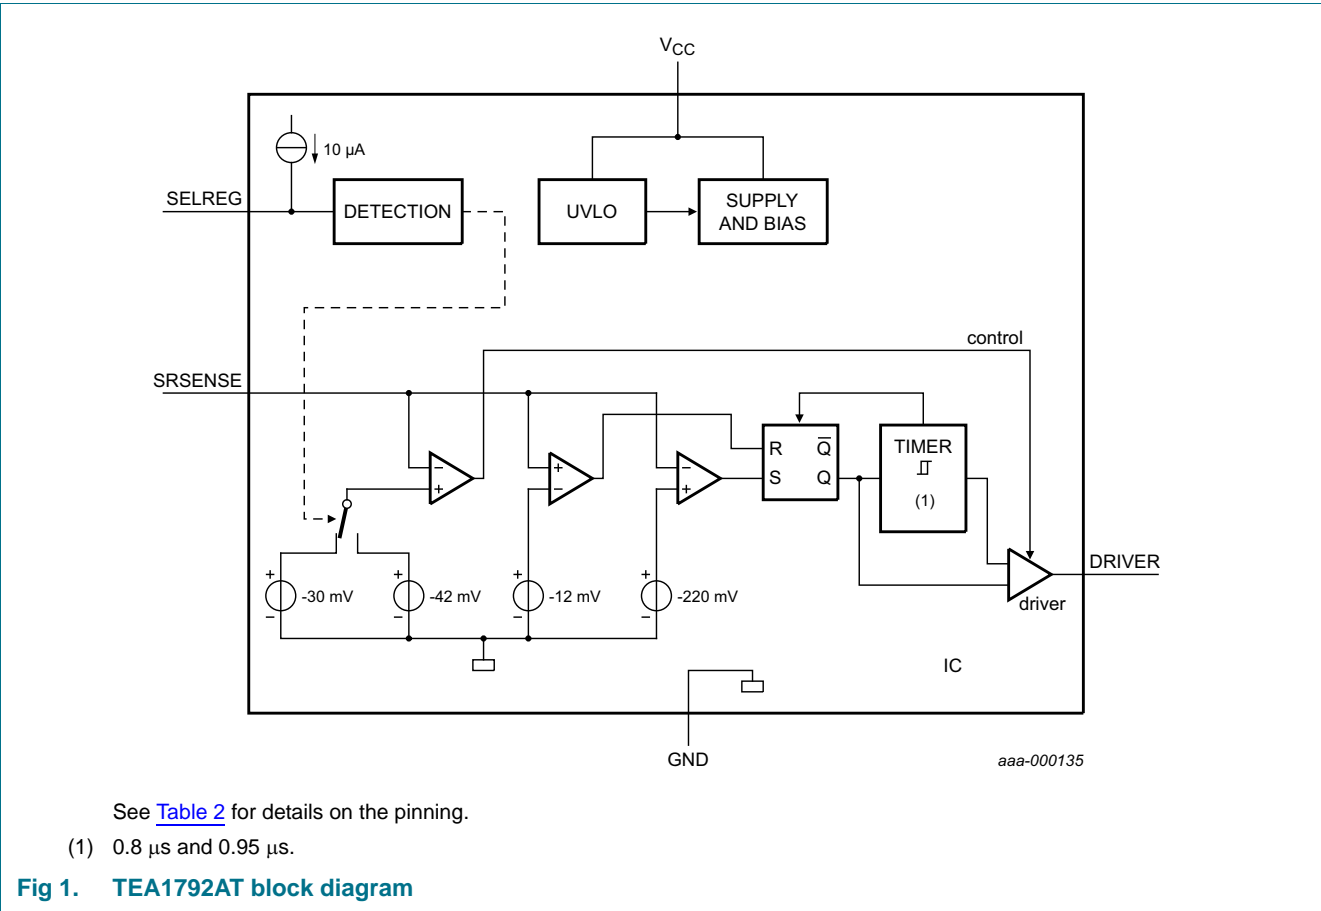 VCC
10 µA
SELREG
DETECTION
UVLO
SUPPLY
AND BIAS
control
SRSENSE
−
+
+
−
−
+
R
Q̅
S
Q
TIMER
(1)
+
-30 mV
−
+
-42 mV
−
+
-12 mV
−
+
-220 mV
−
DRIVER
driver
IC
GND
aaa-000135
See Table 2 for details on the pinning.
(1) 0.8 µs and 0.95 µs.
Fig 1. TEA1792AT block diagram